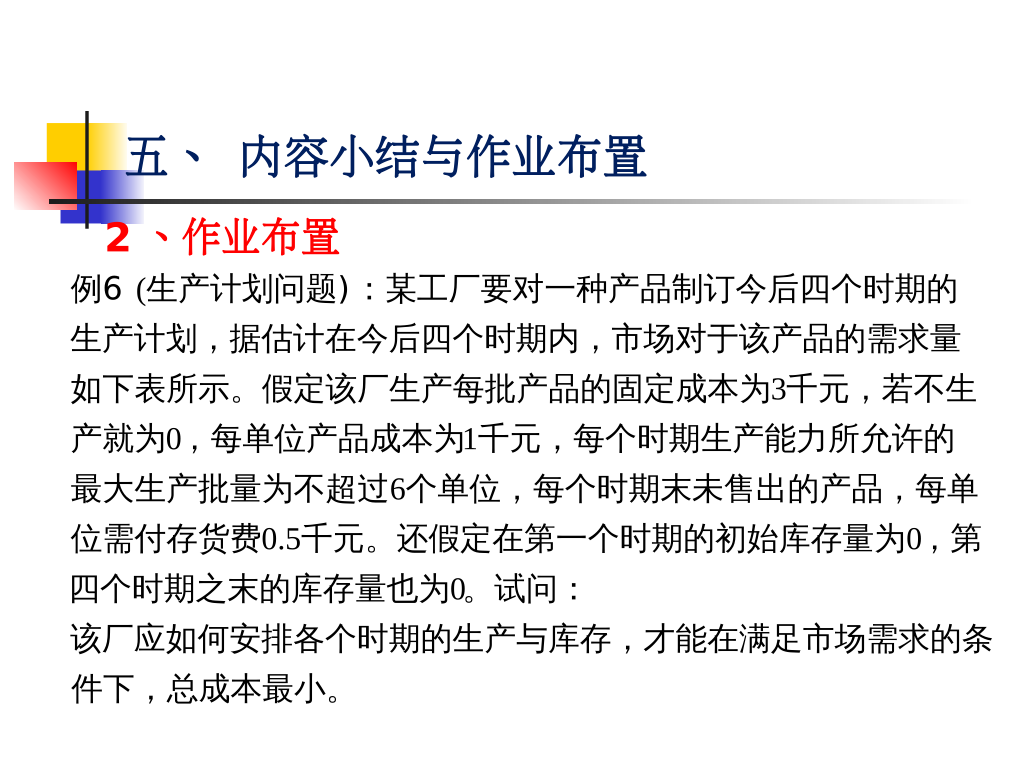 五、 内容小结与作业布置
2 、作业布置
例6 (生产计划问题)：某工厂要对一种产品制订今后四个时期的
生产计划，据估计在今后四个时期内，市场对于该产品的需求量
如下表所示。假定该厂生产每批产品的固定成本为3千元，若不生
产就为0，每单位产品成本为1千元，每个时期生产能力所允许的
最大生产批量为不超过6个单位，每个时期末未售出的产品，每单
位需付存货费0.5千元。还假定在第一个时期的初始库存量为0，第
四个时期之末的库存量也为0。试问：
该厂应如何安排各个时期的生产与库存，才能在满足市场需求的条
件下，总成本最小。